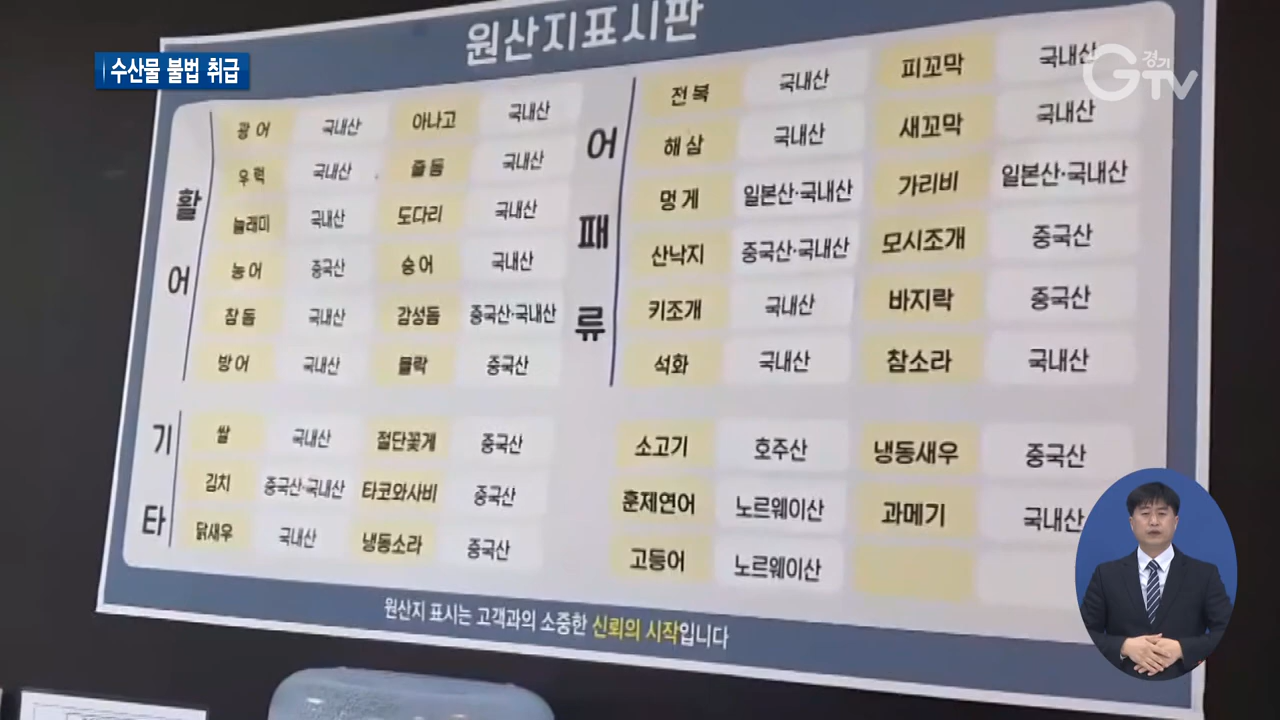 수산물 불법 취급
경기
GTV
원산지표시판
활어
광어 국내산 아나고 국내산
우럭 국내산 줄돔 국내산
놀래미 국내산 도다리 국내산
농어 중국산 숭어 국내산
참돔 국내산 감성돔 중국산·국내산
방어 국내산 볼락 중국산
어패류
전복 국내산 피꼬막 국내산
해삼 국내산 새꼬막 국내산
멍게 일본산·국내산 가리비 일본산·국내산
산낙지 중국산·국내산 모시조개 중국산
키조개 국내산 바지락 중국산
석화 국내산 참소라 국내산
기타
쌀 국내산 절단꽃게 중국산
김치 중국산·국내산 타코와사비 중국산
닭새우 국내산 냉동소라 중국산
소고기 호주산 냉동새우 중국산
훈제연어 노르웨이산 과메기 국내산
고등어 노르웨이산
원산지 표시는 고객과의 소중한 신뢰의 시작입니다